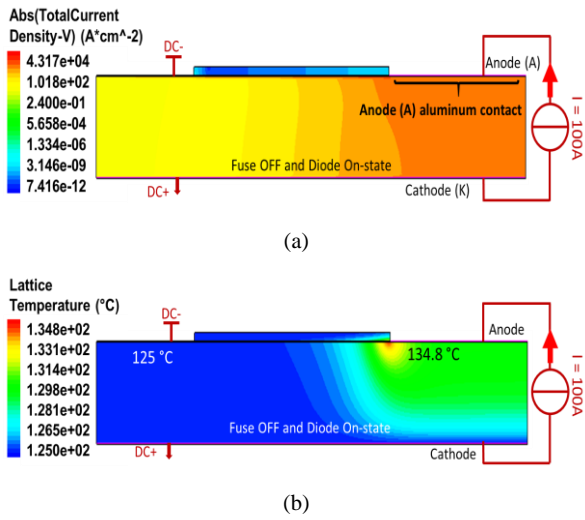 Abs(TotalCurrent
Density-V) (A*cm^-2)
4.317e+04
1.018e+02
2.400e-01
5.658e-04
1.334e-06
3.146e-09
7.416e-12
DC-
Anode (A)
Anode (A) aluminum contact
I = 100A
Fuse OFF and Diode On-state
DC+
Cathode (K)
(a)
Lattice
Temperature (°C)
1.348e+02
1.331e+02
1.314e+02
1.298e+02
1.281e+02
1.265e+02
1.250e+02
DC-
Anode
125 °C
134.8 °C
I = 100A
Fuse OFF and Diode On-state
DC+
Cathode
(b)